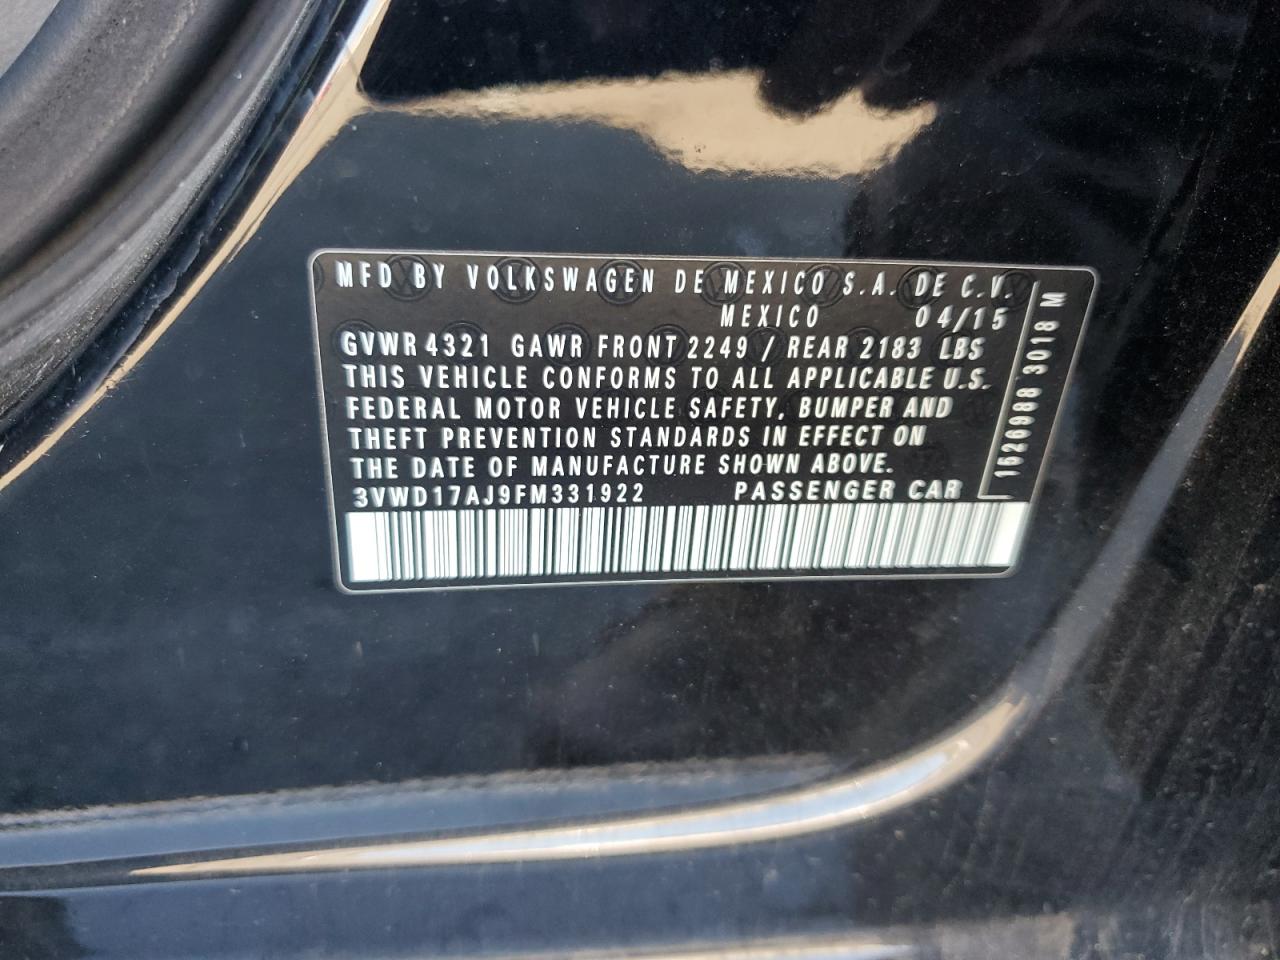 MFD BY VOLKSWAGEN DE MEXICO S.A. DE C.V.
MEXICO 04/15
GVWR 4321 GAWR FRONT 2249 / REAR 2183 LBS
THIS VEHICLE CONFORMS TO ALL APPLICABLE U.S.
FEDERAL MOTOR VEHICLE SAFETY, BUMPER AND
THEFT PREVENTION STANDARDS IN EFFECT ON
THE DATE OF MANUFACTURE SHOWN ABOVE.
3VWD17AJ9FM331922 PASSENGER CAR
1526988 3018 M